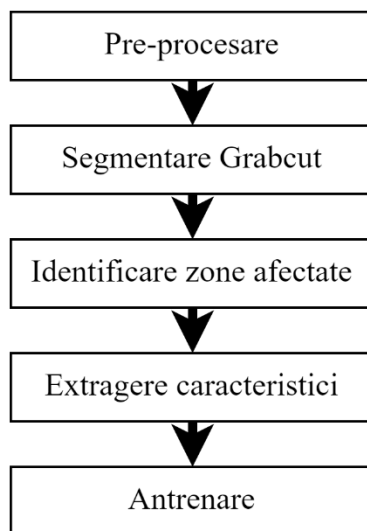 Pre-procesare
Segmentare Grabcut
Identificare zone afectate
Extragere caracteristici
Antrenare